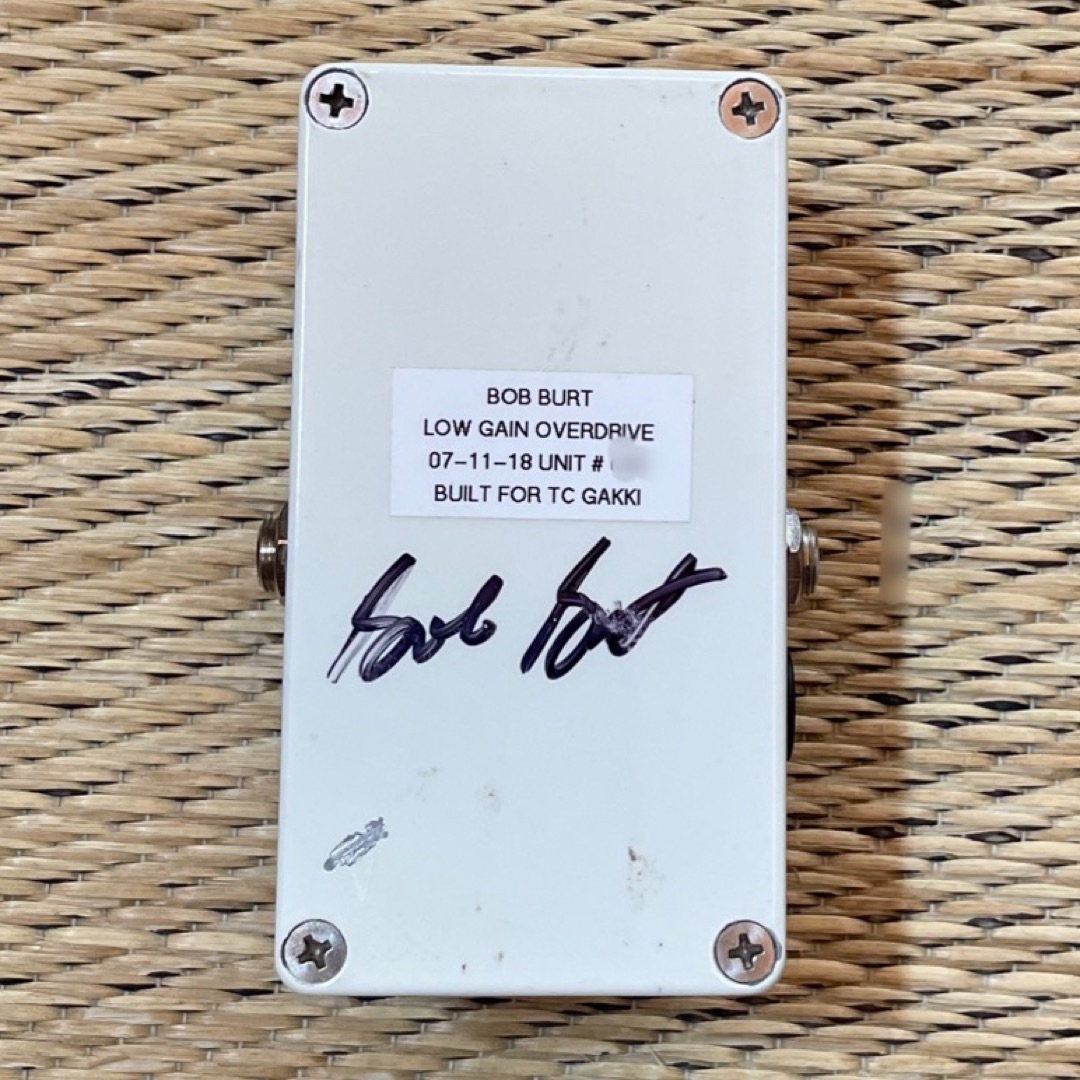 BOB BURT
LOW GAIN OVERDRIVE
07-11-18 UNIT #
BUILT FOR TC GAKKI
Bob Burt